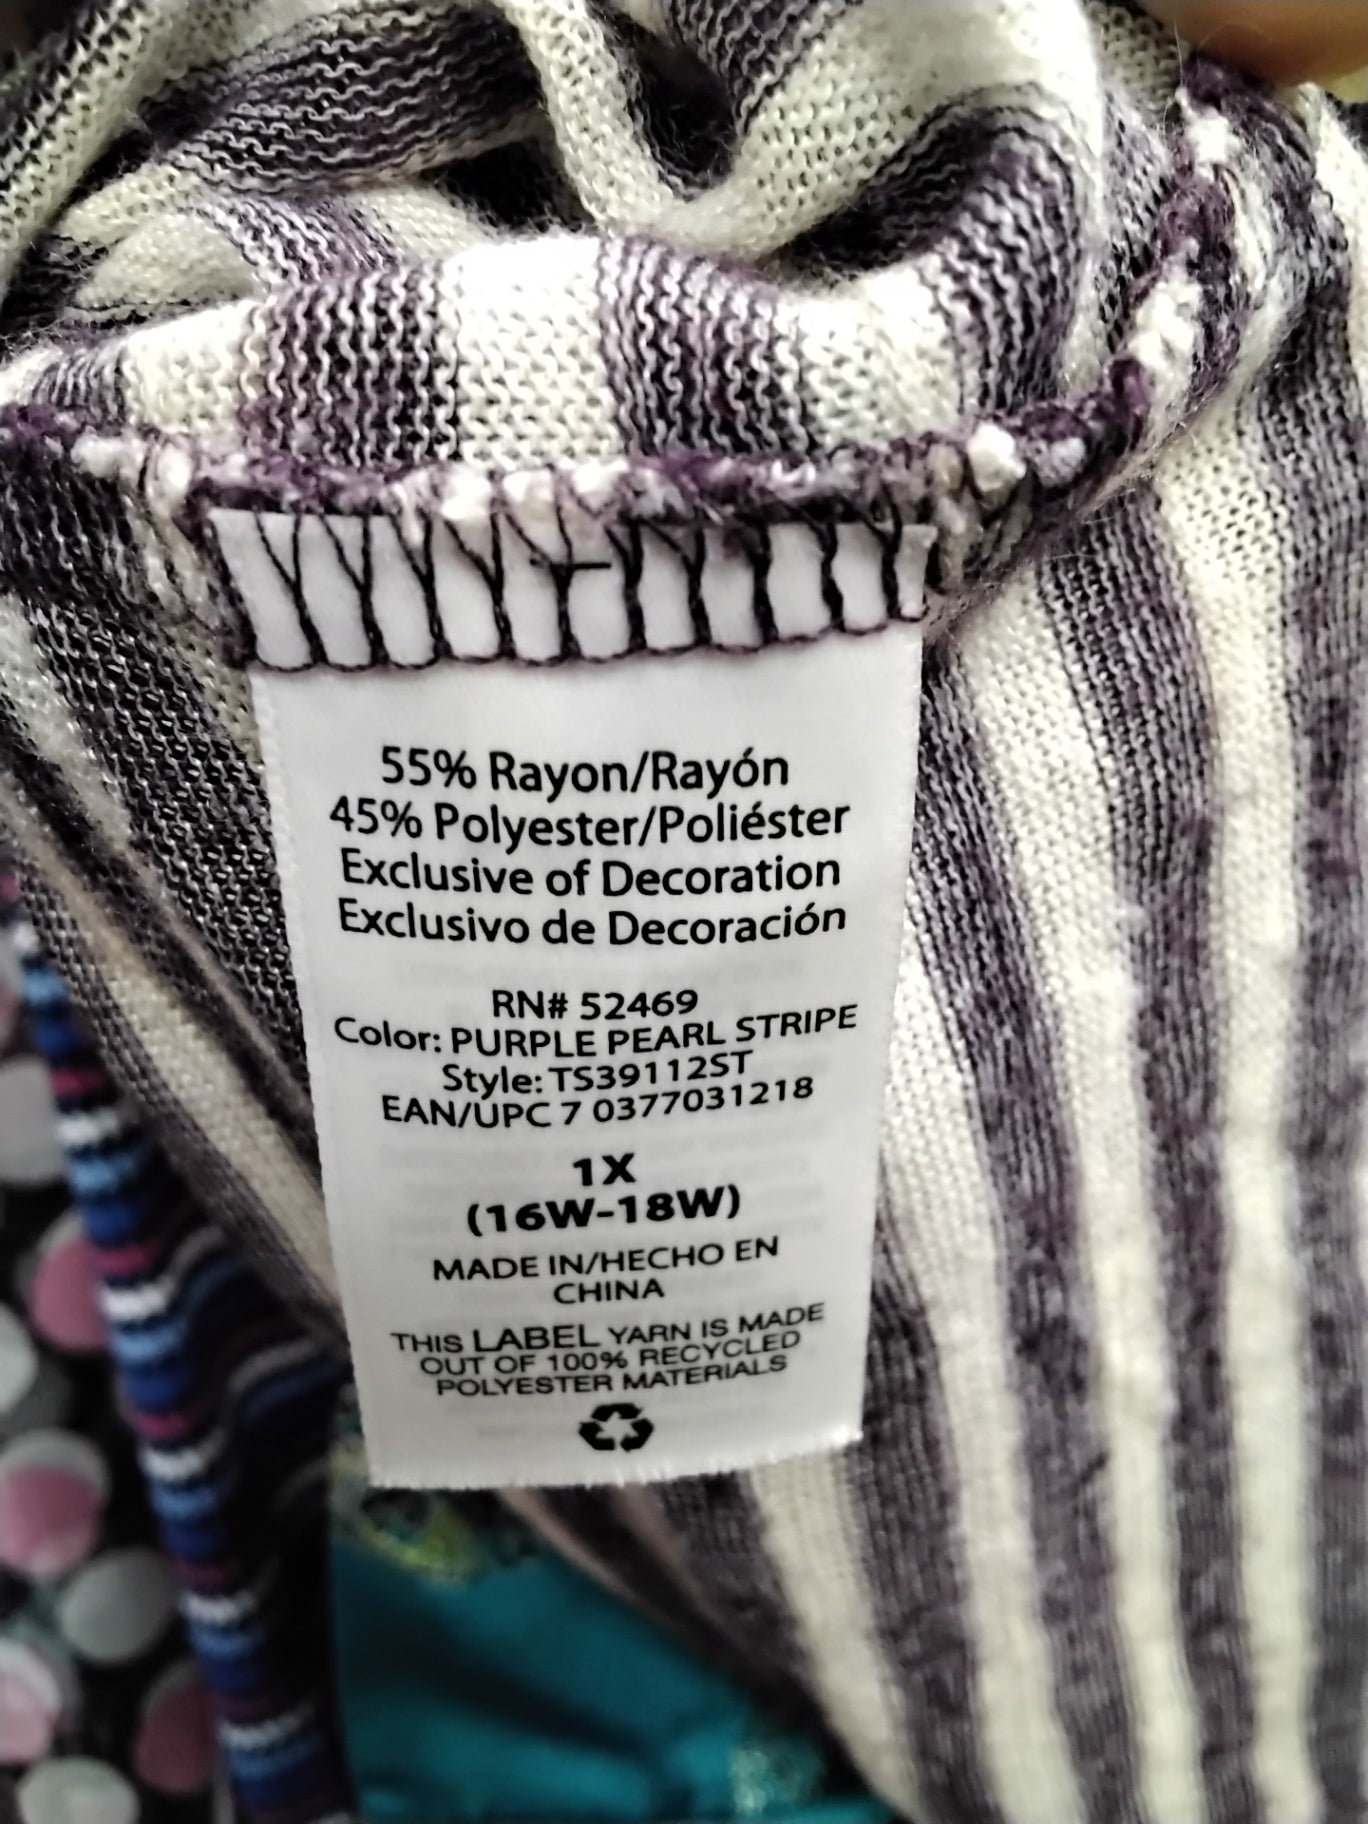 55% Rayon/Rayón
45% Polyester/Poliéster
Exclusive of Decoration
Exclusivo de Decoración
RN# 52469
Color: PURPLE PEARL STRIPE
Style: TS39112ST
EAN/UPC 7 0377031218
1X
(16W-18W)
MADE IN/HECHO EN
CHINA
THIS LABEL YARN IS MADE
OUT OF 100% RECYCLED
POLYESTER MATERIALS